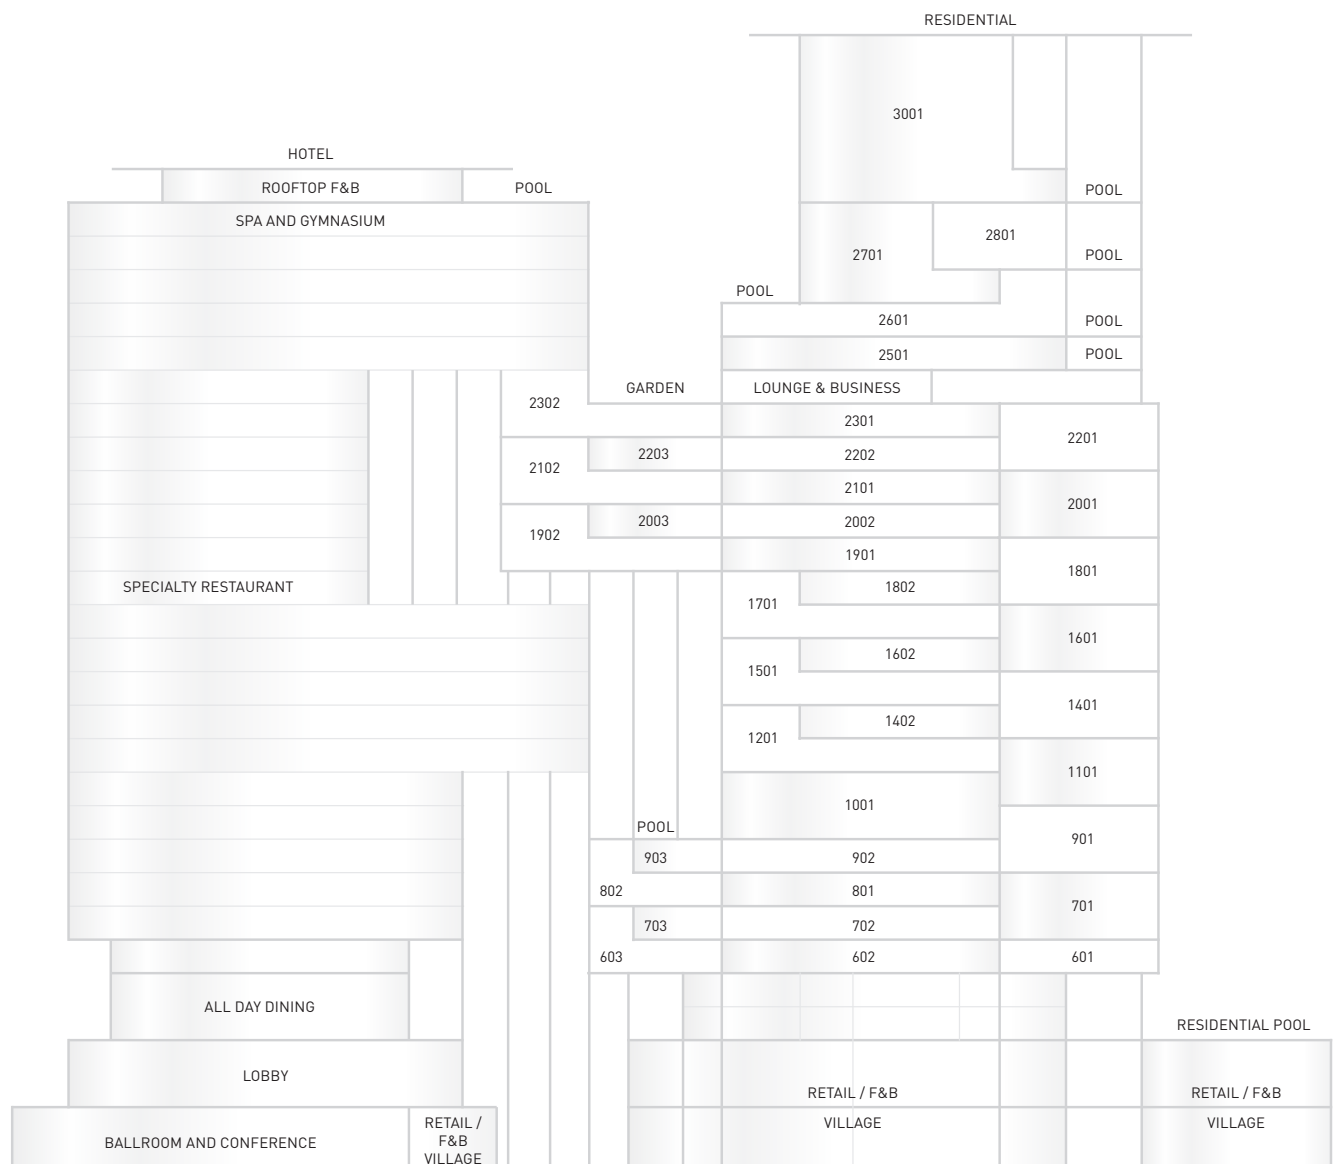 RESIDENTIAL
3001
HOTEL
ROOFTOP F&B
POOL
POOL
SPA AND GYMNASIUM
2801
2701
POOL
POOL
2601
POOL
2501
POOL
GARDEN
LOUNGE & BUSINESS
2302
2301
2201
2203
2202
2102
2101
2001
2003
2002
1902
1901
1801
SPECIALTY RESTAURANT
1802
1701
1601
1602
1501
1401
1402
1201
1101
1001
POOL
901
903
902
802
801
701
703
702
603
602
601
ALL DAY DINING
RESIDENTIAL POOL
LOBBY
RETAIL / F&B
VILLAGE
RETAIL / F&B
VILLAGE
BALLROOM AND CONFERENCE
RETAIL /
F&B
VILLAGE